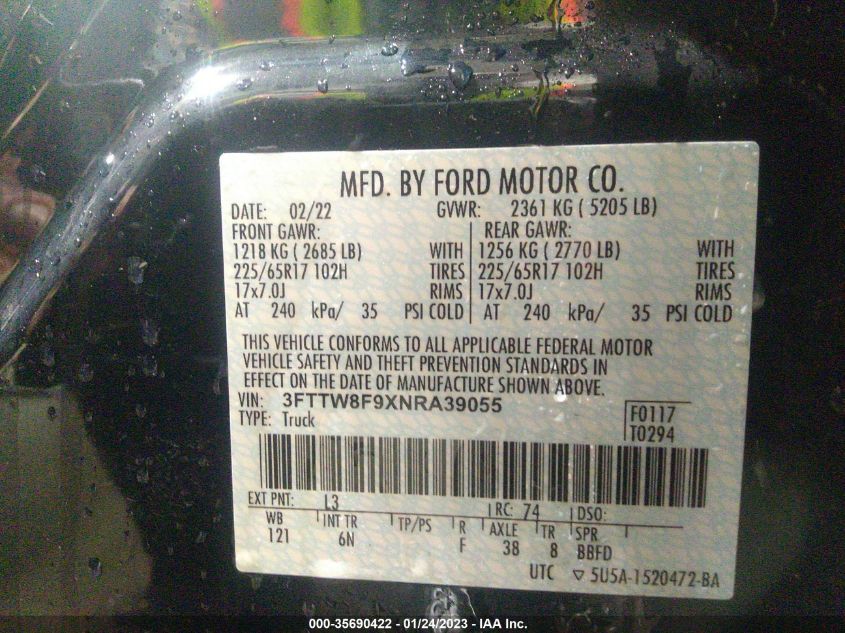 MFD. BY FORD MOTOR CO.
DATE: 02/22 GVWR: 2361 KG ( 5205 LB)
FRONT GAWR: REAR GAWR:
1218 KG ( 2685 LB) WITH 1256 KG ( 2770 LB) WITH
225/65R17 102H TIRES 225/65R17 102H TIRES
17x7.0J RIMS 17x7.0J RIMS
AT 240 kPa/ 35 PSI COLD AT 240 kPa/ 35 PSI COLD
THIS VEHICLE CONFORMS TO ALL APPLICABLE FEDERAL MOTOR
VEHICLE SAFETY AND THEFT PREVENTION STANDARDS IN
EFFECT ON THE DATE OF MANUFACTURE SHOWN ABOVE.
VIN: 3FTTW8F9XNRA39055
TYPE: Truck
F0117
T0294
EXT PNT: L3 RC: 74 DSO:
WB INT TR TP/PS R AXLE TR SPR
121 6N F 38 8 BBFD
UTC ▽ 5U5A-1520472-BA
000-35690422 - 01/24/2023 - IAA Inc.